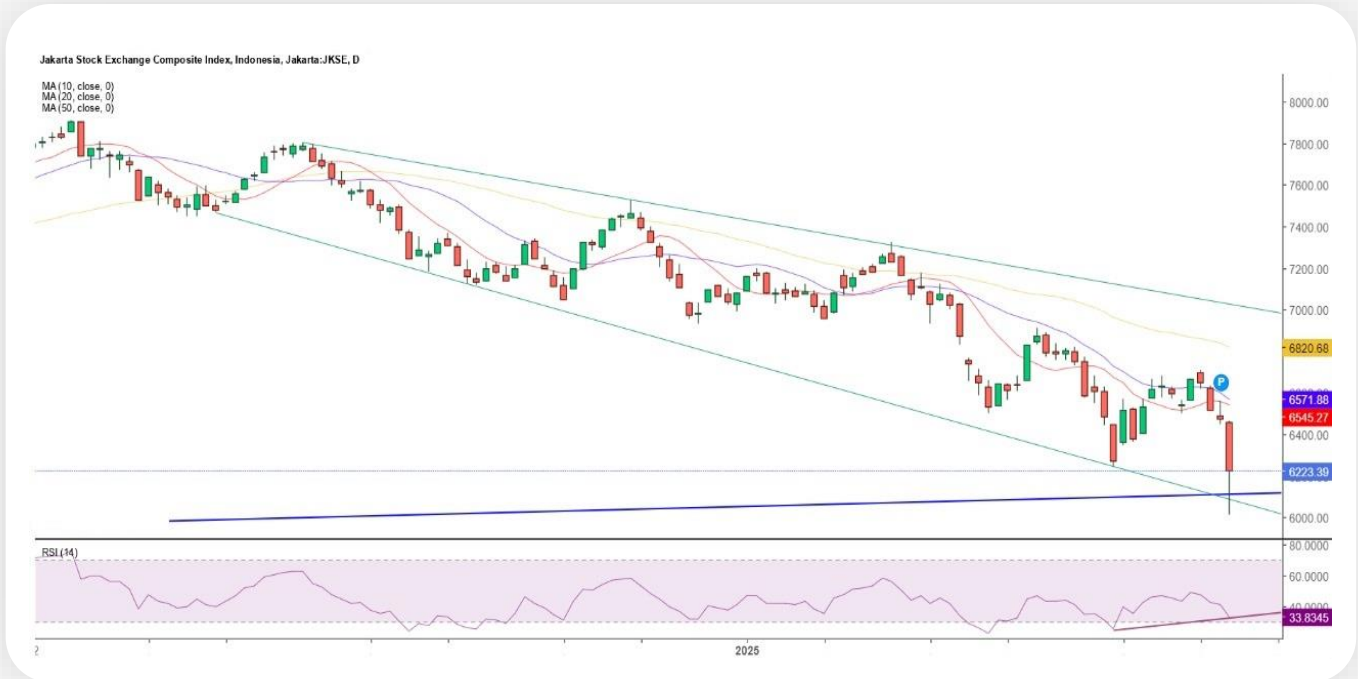 Jakarta Stock Exchange Composite Index, Indonesia, Jakarta:JKSE, D
MA (10, close, 0)
MA (20, close, 0)
MA (50, close, 0)
8000.00
7800.00
7600.00
7400.00
7200.00
7000.00
6820.68
P
6571.88
6545.27
6400.00
6223.39
6000.00
RSI (14)
80.0000
60.0000
40.0000
33.8345
2025